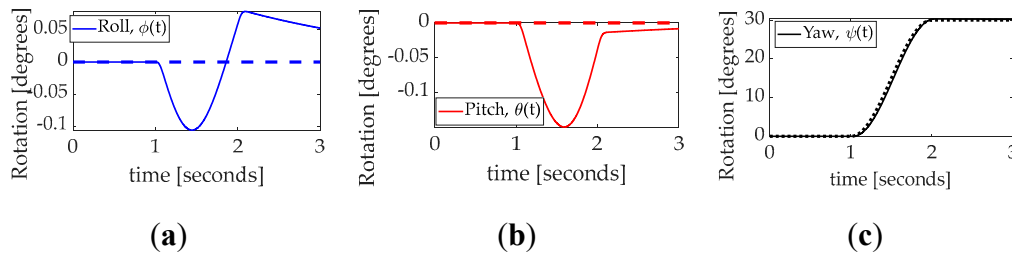 Rotation [degrees]
0.05
0
-0.05
-0.1
Roll, ϕ(t)
0 1 2 3
time [seconds]
(a)
Rotation [degrees]
0
-0.05
-0.1
Pitch, θ(t)
0 1 2 3
time [seconds]
(b)
Rotation [degrees]
30
20
10
0
Yaw, ψ(t)
0 1 2 3
time [seconds]
(c)